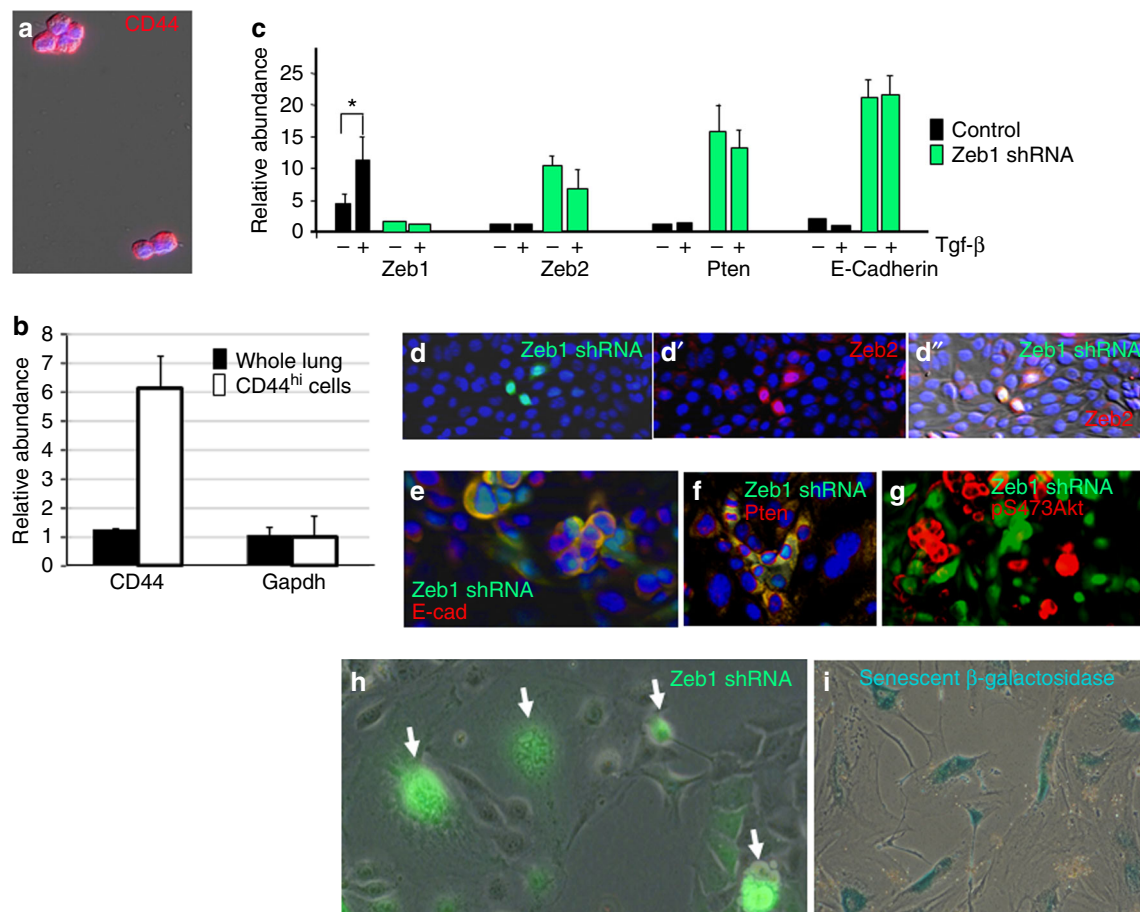 a
CD44
c
Relative abundance
25
20
15
10
5
0
*
Control
Zeb1 shRNA
– + – + – + – + – + – + – + – + Tgf-β
Zeb1 Zeb2 Pten E-Cadherin
b
Relative abundance
8
7
6
5
4
3
2
1
0
Whole lung
CD44hi cells
CD44 Gapdh
d
Zeb1 shRNA
d′
Zeb2
d″
Zeb1 shRNA
Zeb2
e
Zeb1 shRNA
E-cad
f
Zeb1 shRNA
Pten
g
Zeb1 shRNA
pS473Akt
h
Zeb1 shRNA
i
Senescent β-galactosidase